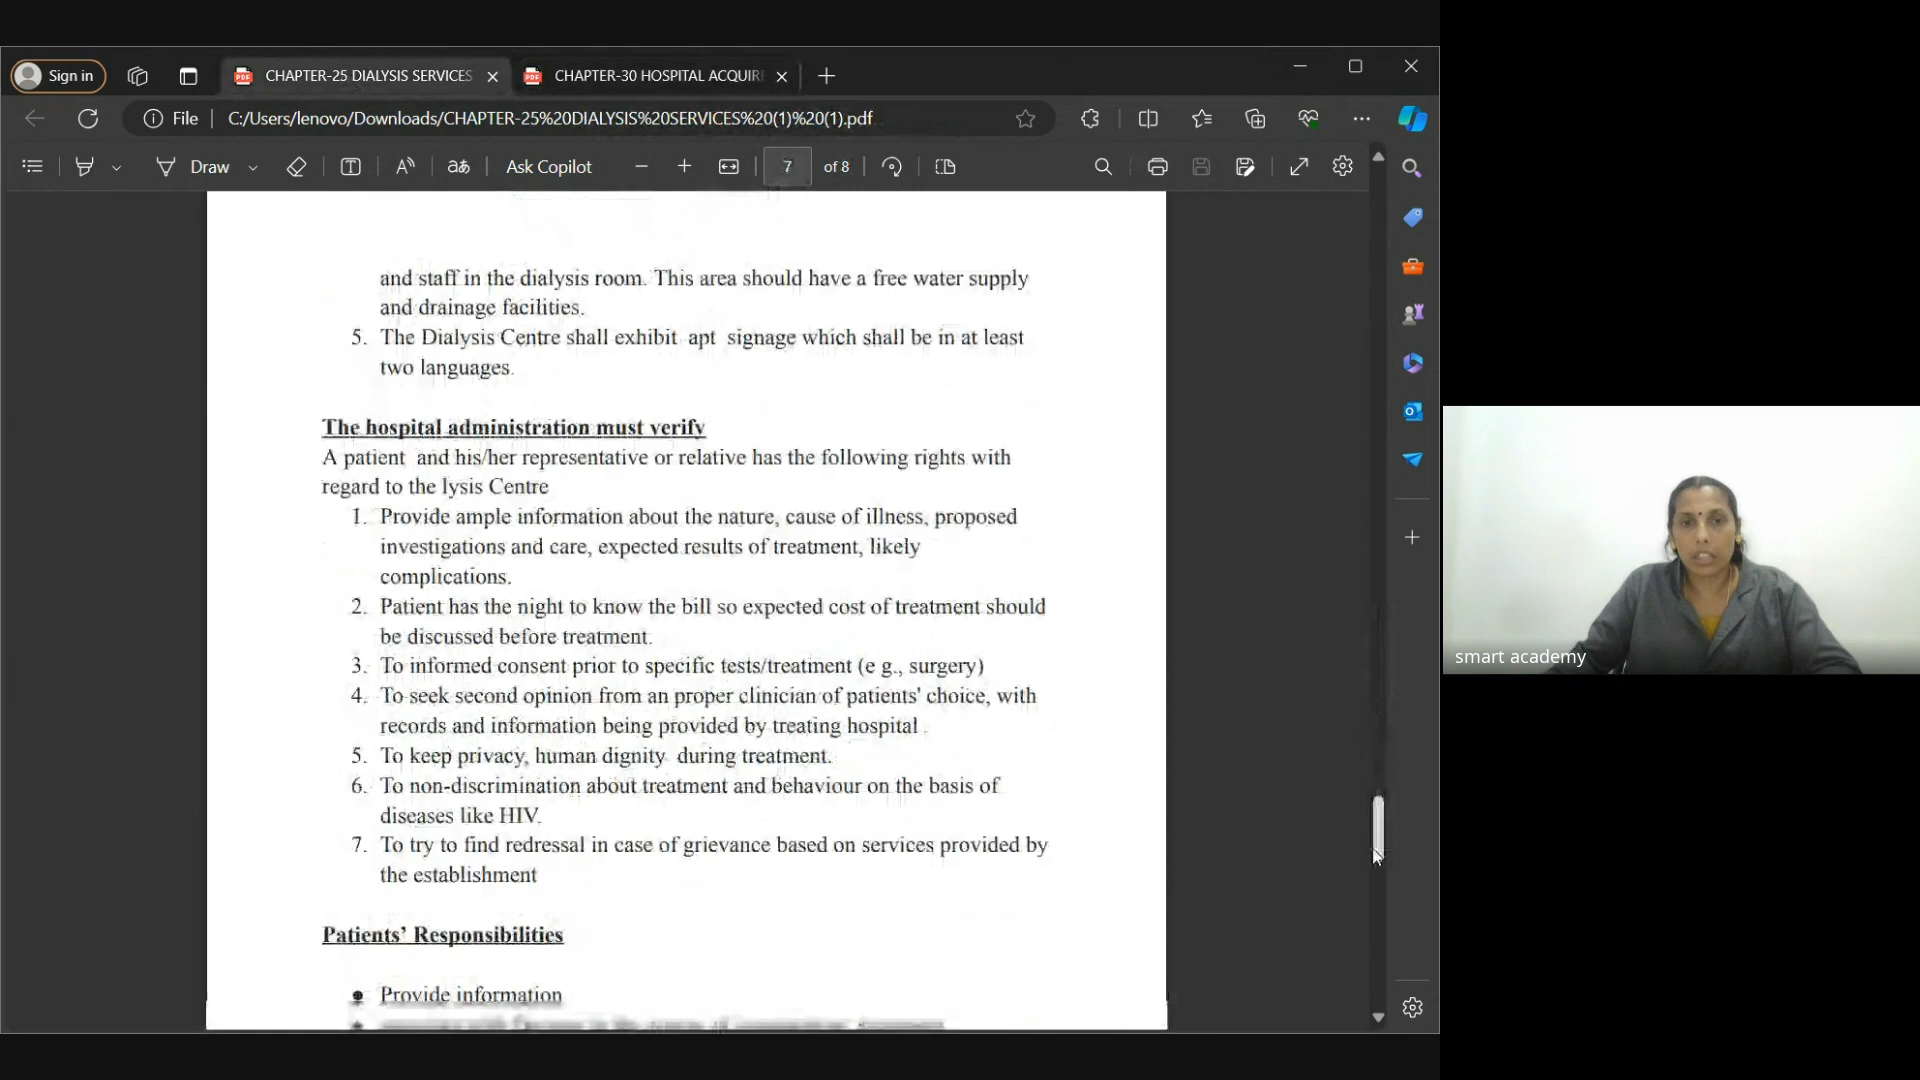 Sign in
CHAPTER-25 DIALYSIS SERVICES
CHAPTER-30 HOSPITAL ACQUIR
File
C:/Users/lenovo/Downloads/CHAPTER-25%20DIALYSIS%20SERVICES%20(1)%20(1).pdf
Draw
Ask Copilot
7
of 8
and staff in the dialysis room. This area should have a free water supply
and drainage facilities.
5. The Dialysis Centre shall exhibit apt signage which shall be in at least
two languages.
The hospital administration must verify
A patient and his/her representative or relative has the following rights with
regard to the lysis Centre
1. Provide ample information about the nature, cause of illness, proposed
investigations and care, expected results of treatment, likely
complications.
2. Patient has the night to know the bill so expected cost of treatment should
be discussed before treatment.
3. To informed consent prior to specific tests/treatment (e g., surgery)
4. To seek second opinion from an proper clinician of patients' choice, with
records and information being provided by treating hospital .
5. To keep privacy, human dignity during treatment.
6. To non-discrimination about treatment and behaviour on the basis of
diseases like HIV.
7. To try to find redressal in case of grievance based on services provided by
the establishment
Patients' Responsibilities
● Provide information
smart academy